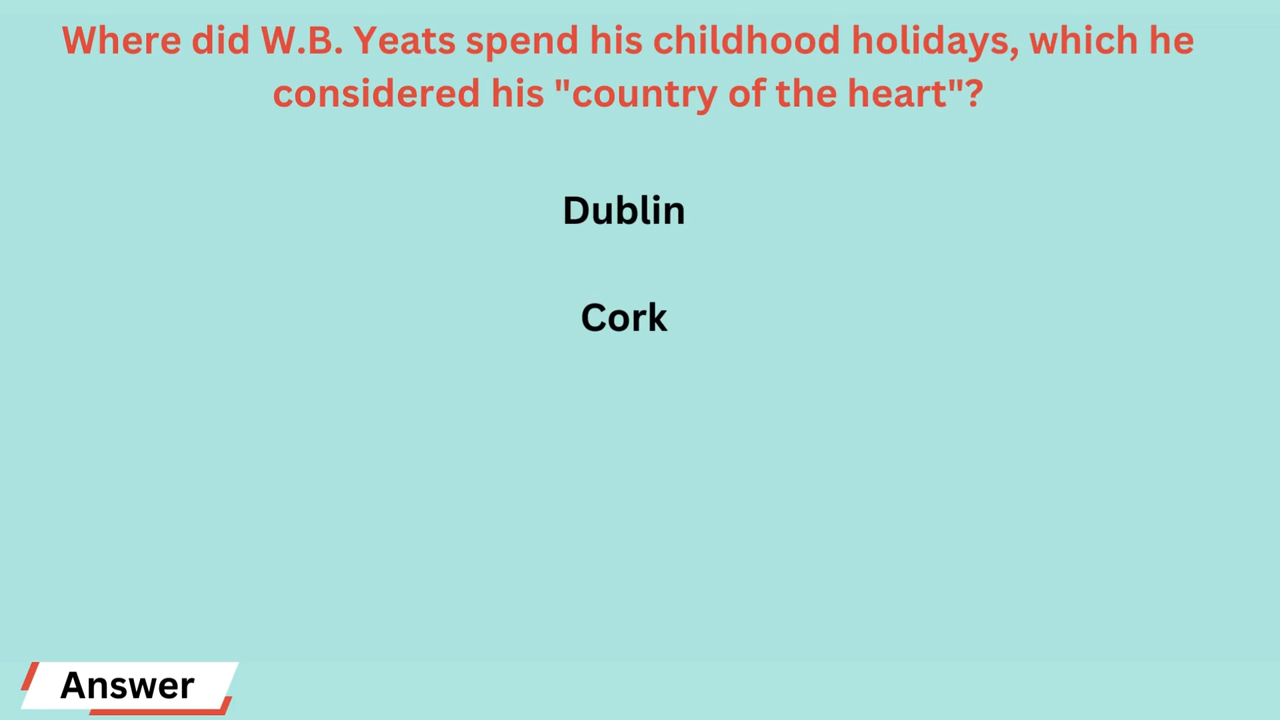 Where did W.B. Yeats spend his childhood holidays, which he
considered his "country of the heart"?
Dublin
Cork
Answer